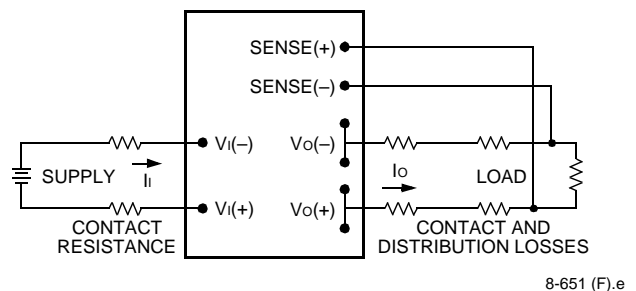 SENSE(+)
SENSE(–)
VI(–)
VO(–)
SUPPLY
II
IO
LOAD
VI(+)
VO(+)
CONTACT
RESISTANCE
CONTACT AND
DISTRIBUTION LOSSES
8-651 (F).e